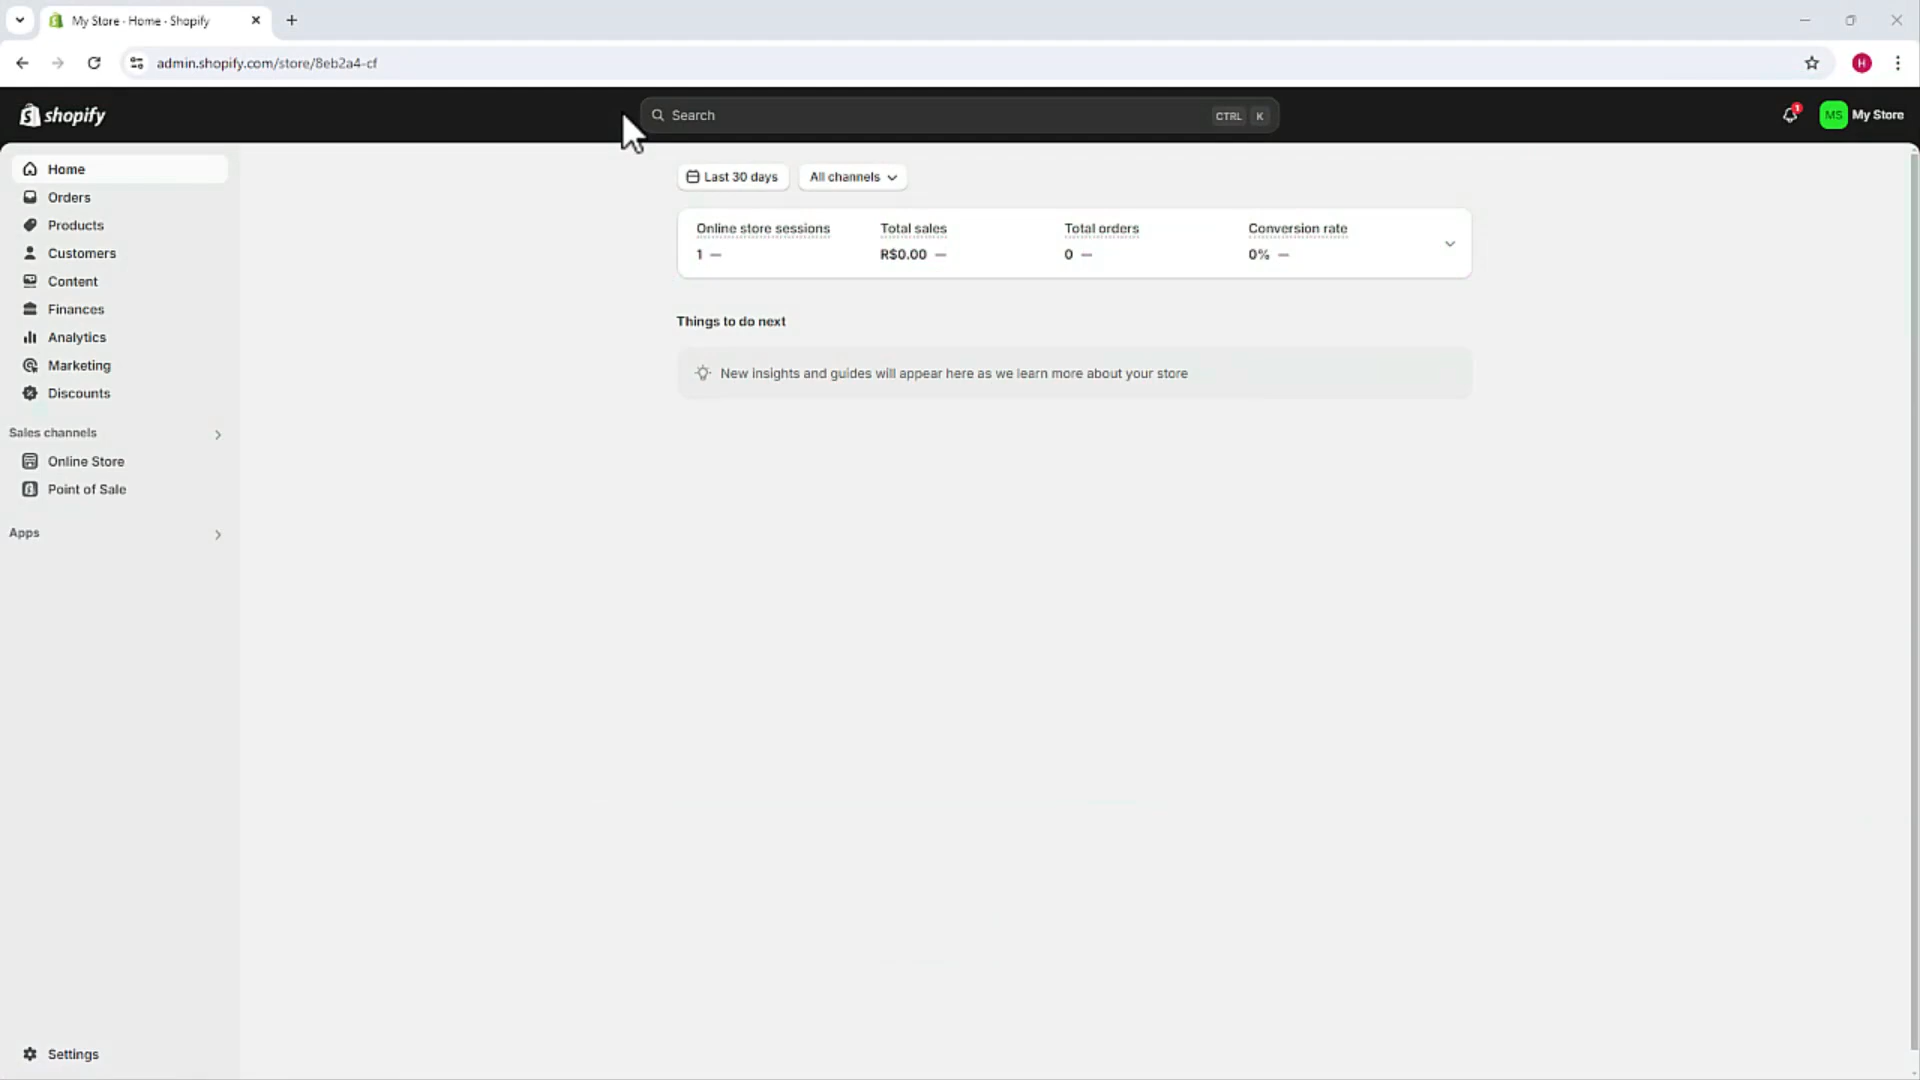 My Store · Home · Shopify
admin.shopify.com/store/8eb2a4-cf
H
shopify
Search
CTRL K
1
MS
My Store
Home
Orders
Products
Customers
Content
Finances
Analytics
Marketing
Discounts
Sales channels
Online Store
Point of Sale
Apps
Settings
Last 30 days
All channels
Online store sessions Total sales Total orders Conversion rate
1 — R$0.00 — 0 — 0% —
Things to do next
New insights and guides will appear here as we learn more about your store